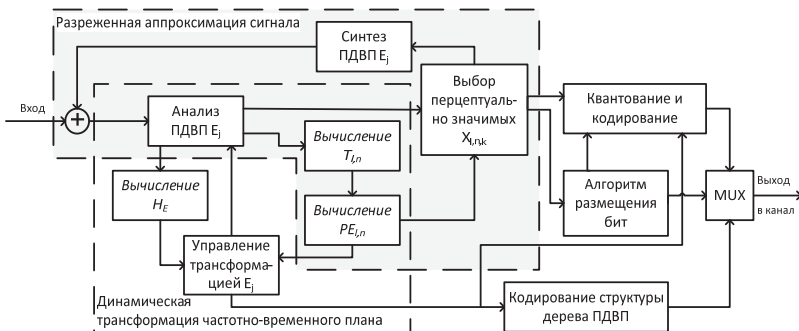 Разреженная аппроксимация сигнала
Синтез
ПДВП Ej
Вход
+
Анализ
ПДВП Ej
Выбор
перцептуаль-
но значимых
Xl,n,k
Квантование и
кодирование
Вычисление
Tl,n
Вычисление
HE
Вычисление
PEl,n
Алгоритм
размещения
бит
MUX
Выход
в канал
Управление
трансформа-
цией Ej
Динамическая
трансформация частотно-временного плана
Кодирование структуры
дерева ПДВП